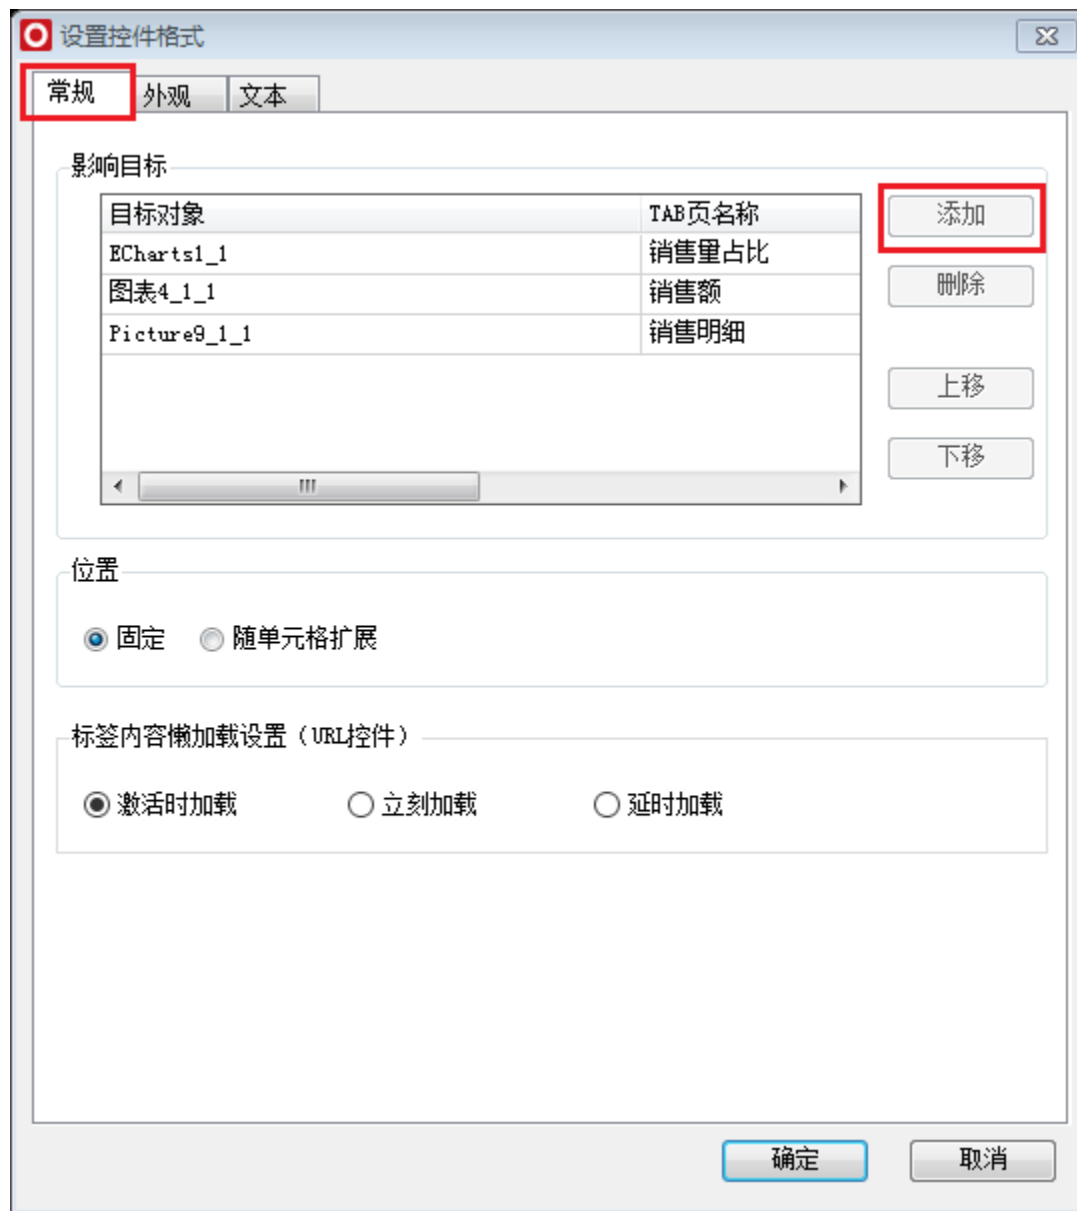 设置控件格式
常规 外观 文本
影响目标
目标对象 TAB页名称 添加
ECharts1_1 销售里占比
图表4_1_1 销售额 删除
Picture9_1_1 销售明细
上移
下移
位置
固定 随单元格扩展
标签内容懒加载设置（URL控件）
激活时加载 立刻加载 延时加载
确定 取消